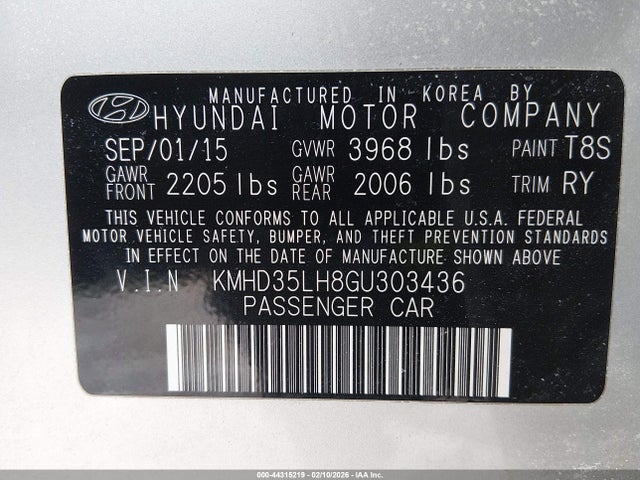 MANUFACTURED IN KOREA BY
HYUNDAI MOTOR COMPANY
SEP/01/15 GVWR 3968 lbs PAINT T8S
GAWR FRONT 2205 lbs GAWR REAR 2006 lbs TRIM RY
THIS VEHICLE CONFORMS TO ALL APPLICABLE U.S.A. FEDERAL
MOTOR VEHICLE SAFETY, BUMPER, AND THEFT PREVENTION STANDARDS
IN EFFECT ON THE DATE OF MANUFACTURE SHOWN ABOVE
V.I.N KMHD35LH8GU303436
PASSENGER CAR
000-44315219 - 02/10/2026 - IAA Inc.